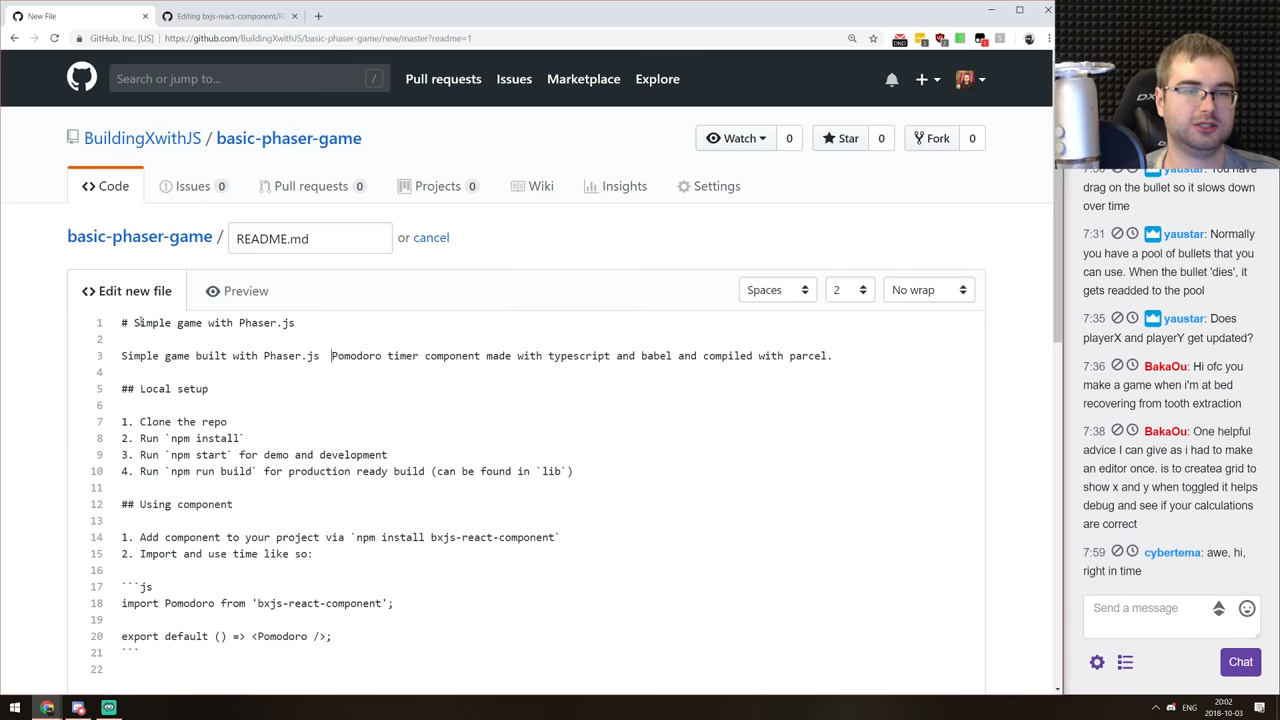 New File
Editing bxjs-react-component/R
GitHub, Inc. [US]
https://github.com/BuildingXwithJS/basic-phaser-game/new/master?readme=1
Search or jump to...
/
Pull requests
Issues
Marketplace
Explore
BuildingXwithJS / basic-phaser-game
Watch
0
Star
0
Fork
0
Code
Issues 0
Pull requests 0
Projects 0
Wiki
Insights
Settings
basic-phaser-game /
README.md
or cancel
Edit new file
Preview
Spaces
2
No wrap
1 # Simple game with Phaser.js
2
3 Simple game built with Phaser.js  Pomodoro timer component made with typescript and babel and compiled with parcel.
4
5 ## Local setup
6
7 1. Clone the repo
8 2. Run `npm install`
9 3. Run `npm start` for demo and development
10 4. Run `npm run build` for production ready build (can be found in `lib`)
11
12 ## Using component
13
14 1. Add component to your project via `npm install bxjs-react-component`
15 2. Import and use time like so:
16
17 ```js
18 import Pomodoro from 'bxjs-react-component';
19
20 export default () => <Pomodoro />;
21 ```
22
yaustar: You have
drag on the bullet so it slows down
over time
7:31 yaustar: Normally
you have a pool of bullets that you
can use. When the bullet 'dies', it
gets readded to the pool
7:35 yaustar: Does
playerX and playerY get updated?
7:36 BakaOu: Hi ofc you
make a game when i'm at bed
recovering from tooth extraction
7:38 BakaOu: One helpful
advice I can give as i had to make
an editor once. is to createa grid to
show x and y when toggled it helps
debug and see if your calculations
are correct
7:59 cybertema: awe, hi,
right in time
Send a message
Chat
ENG
20:02
2018-10-03